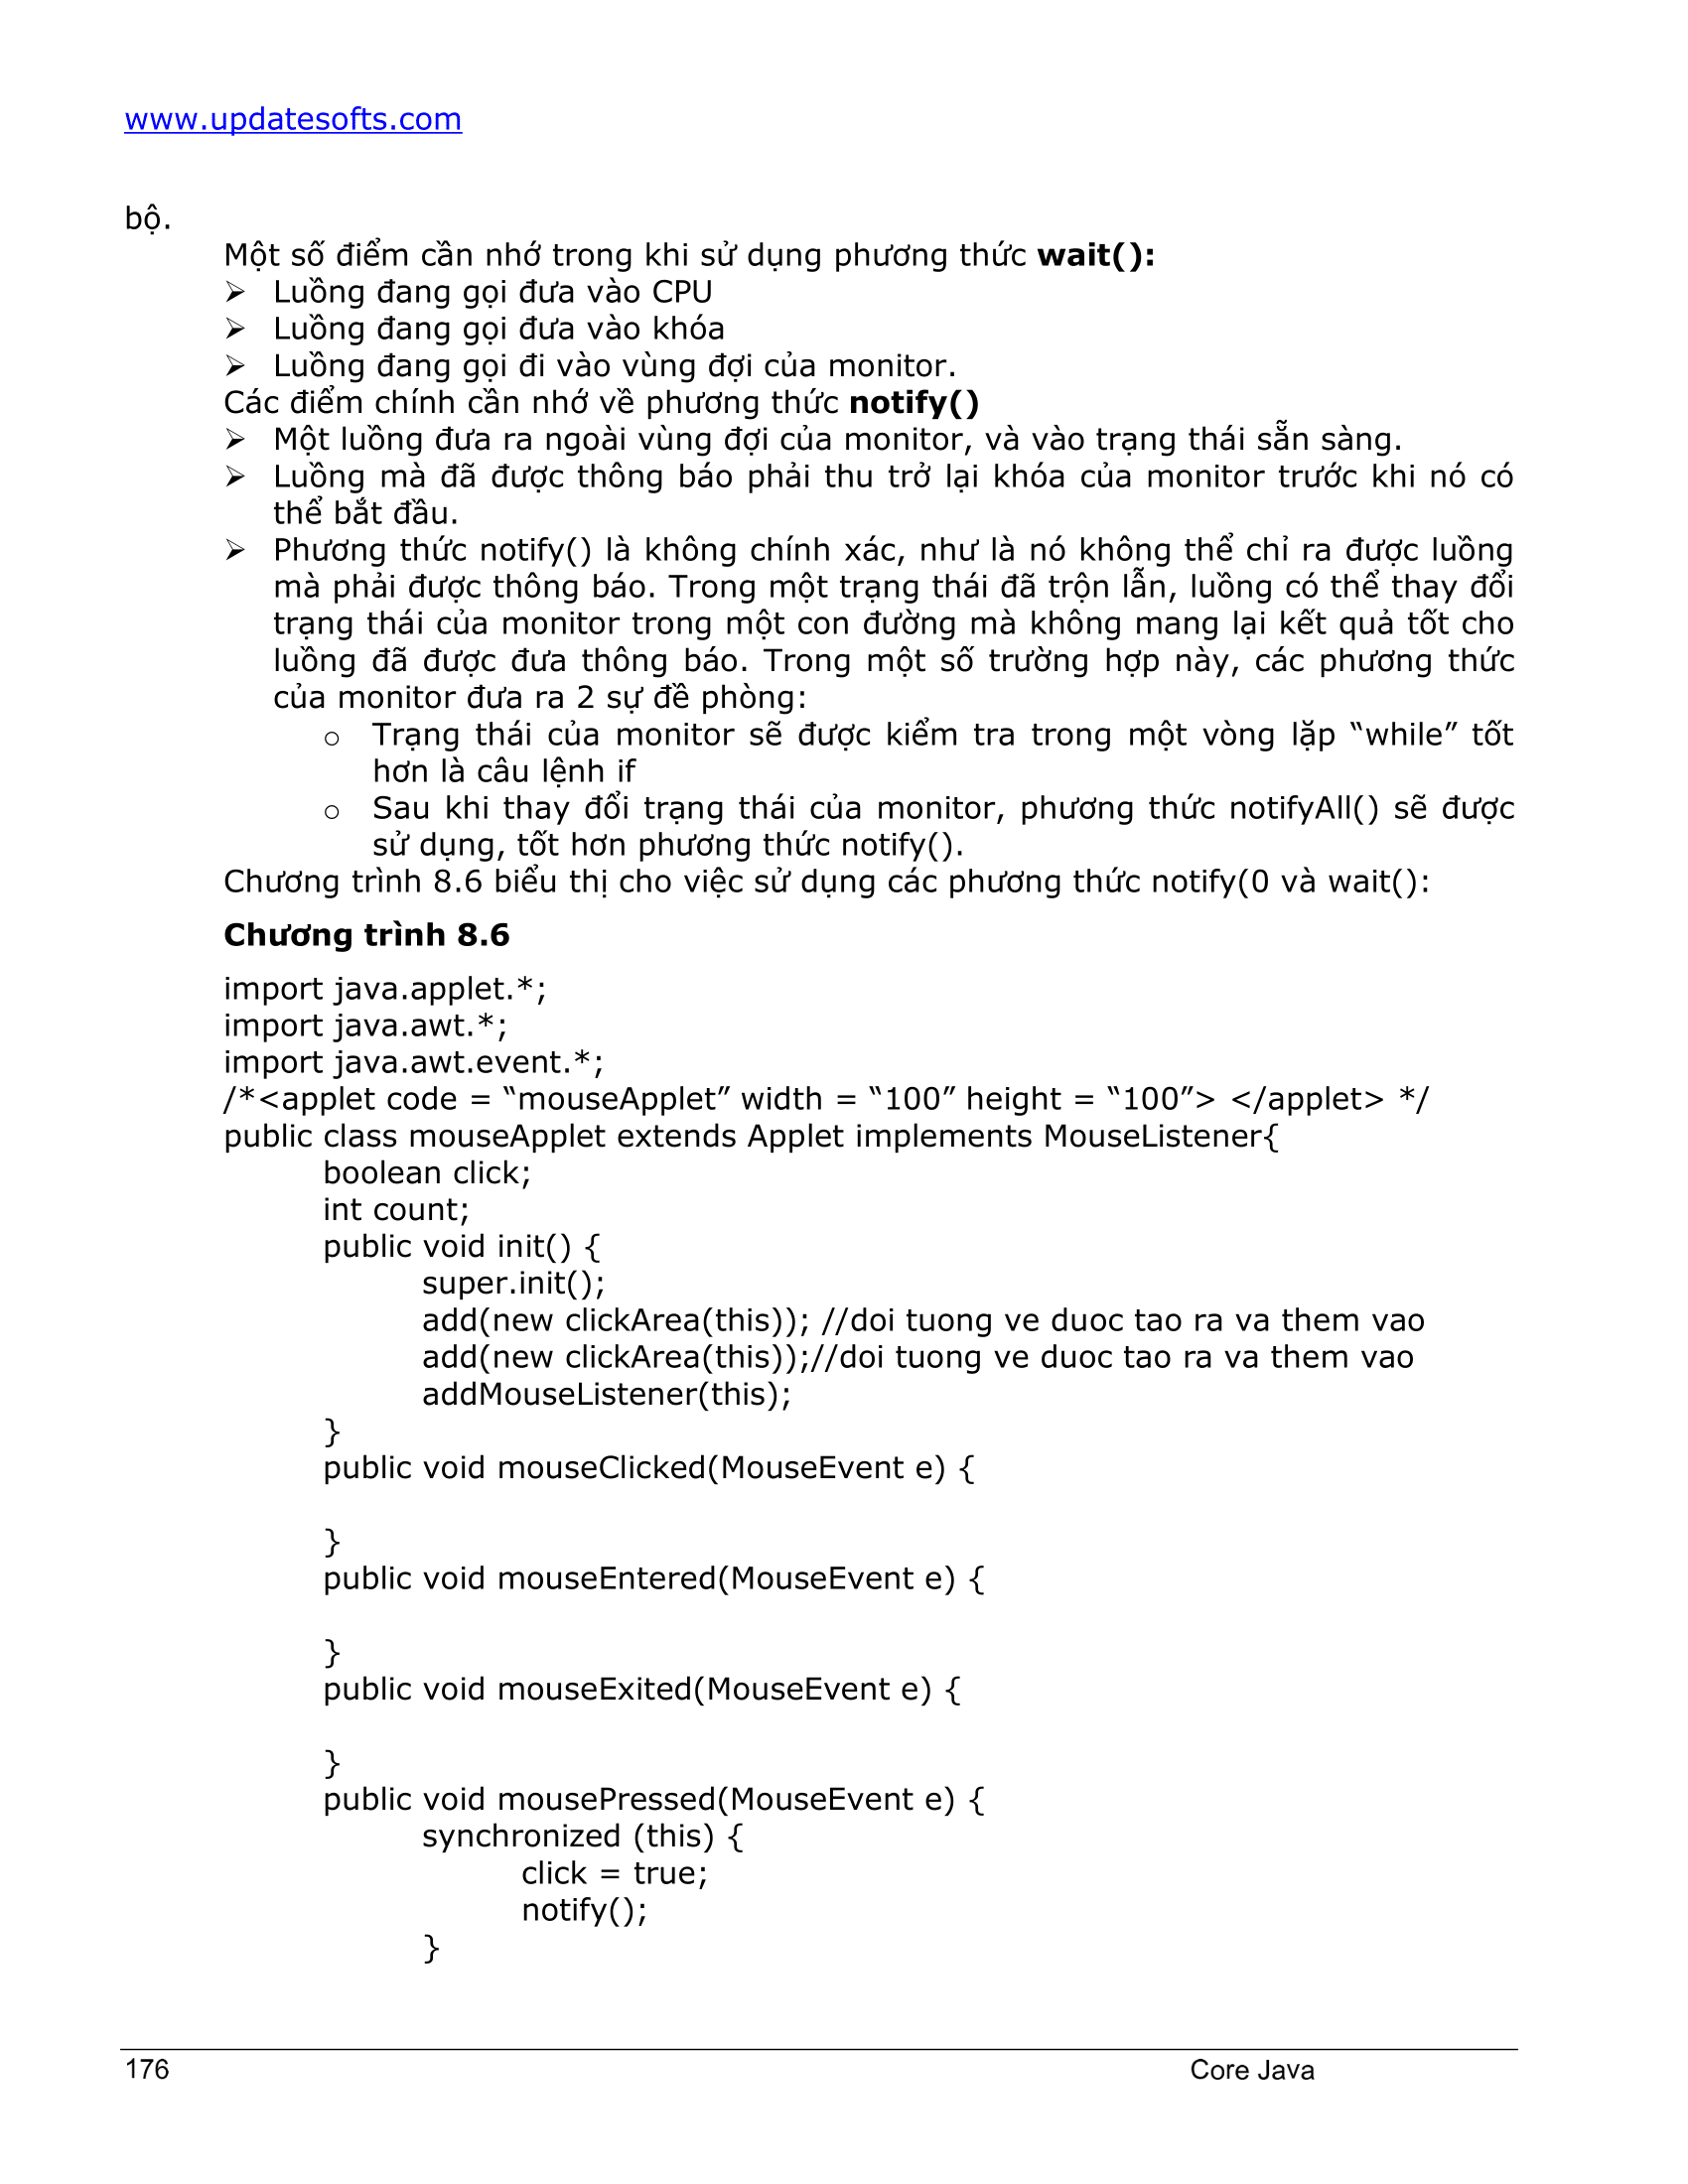 www.updatesofts.com
bộ.
Một số điểm cần nhớ trong khi sử dụng phương thức wait():
➢ Luồng đang gọi đưa vào CPU
➢ Luồng đang gọi đưa vào khóa
➢ Luồng đang gọi đi vào vùng đợi của monitor.
Các điểm chính cần nhớ về phương thức notify()
➢ Một luồng đưa ra ngoài vùng đợi của monitor, và vào trạng thái sẵn sàng.
➢ Luồng mà đã được thông báo phải thu trở lại khóa của monitor trước khi nó có
thể bắt đầu.
➢ Phương thức notify() là không chính xác, như là nó không thể chỉ ra được luồng
mà phải được thông báo. Trong một trạng thái đã trộn lẫn, luồng có thể thay đổi
trạng thái của monitor trong một con đường mà không mang lại kết quả tốt cho
luồng đã được đưa thông báo. Trong một số trường hợp này, các phương thức
của monitor đưa ra 2 sự đề phòng:
o Trạng thái của monitor sẽ được kiểm tra trong một vòng lặp “while” tốt
hơn là câu lệnh if
o Sau khi thay đổi trạng thái của monitor, phương thức notifyAll() sẽ được
sử dụng, tốt hơn phương thức notify().
Chương trình 8.6 biểu thị cho việc sử dụng các phương thức notify(0 và wait():
Chương trình 8.6
import java.applet.*;
import java.awt.*;
import java.awt.event.*;
/*<applet code = “mouseApplet” width = “100” height = “100”> </applet> */
public class mouseApplet extends Applet implements MouseListener{
boolean click;
int count;
public void init() {
super.init();
add(new clickArea(this)); //doi tuong ve duoc tao ra va them vao
add(new clickArea(this));//doi tuong ve duoc tao ra va them vao
addMouseListener(this);
}
public void mouseClicked(MouseEvent e) {
}
public void mouseEntered(MouseEvent e) {
}
public void mouseExited(MouseEvent e) {
}
public void mousePressed(MouseEvent e) {
synchronized (this) {
click = true;
notify();
}
176 Core Java